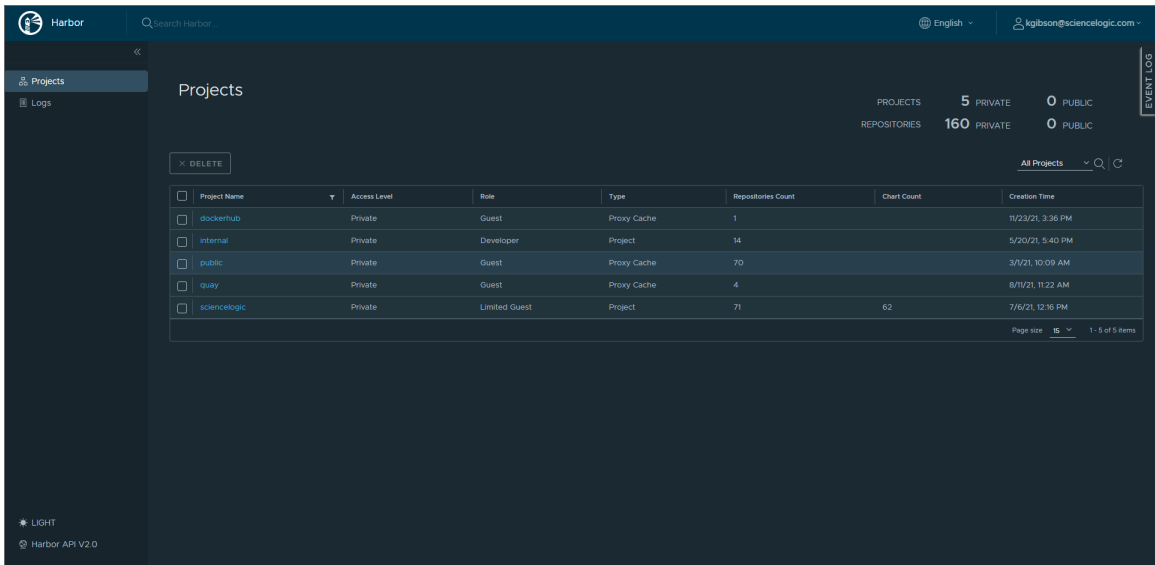 Harbor
Search Harbor...
English
kgibson@sciencelogic.com
EVENT LOG
Projects
Logs
Projects
PROJECTS 5 PRIVATE 0 PUBLIC
REPOSITORIES 160 PRIVATE 0 PUBLIC
DELETE
All Projects
Project Name Access Level Role Type Repositories Count Chart Count Creation Time
dockerhub Private Guest Proxy Cache 1 11/23/21, 3:36 PM
internal Private Developer Project 14 5/20/21, 5:40 PM
public Private Guest Proxy Cache 70 3/1/21, 10:09 AM
quay Private Guest Proxy Cache 4 8/11/21, 11:22 AM
sciencelogic Private Limited Guest Project 71 62 7/6/21, 12:16 PM
Page size 15 1 - 5 of 5 items
LIGHT
Harbor API V2.0